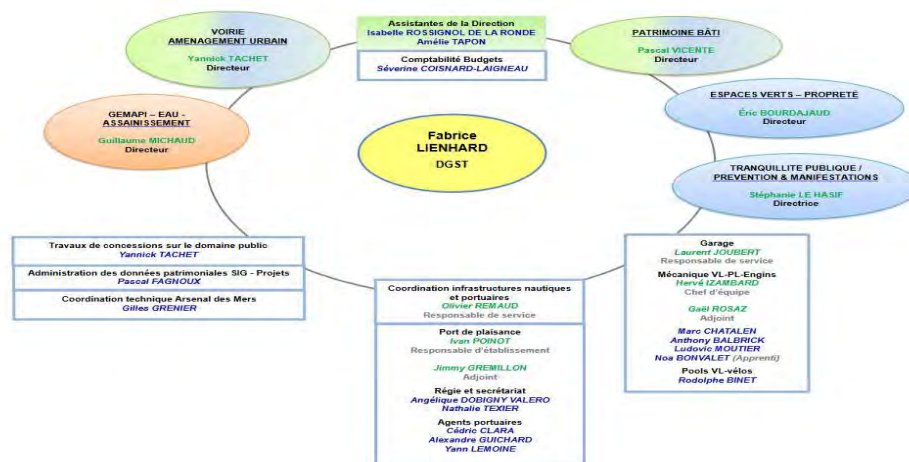 Assistantes de la Direction
Isabelle ROSSIGNOL DE LA RONDE
Amélie TAPON
Comptabilité Budgets
Séverine COISNARD-LAIGNEAU
VOIRIE
AMENAGEMENT URBAIN
Yannick TACHET
Directeur
PATRIMOINE BÂTI
Pascal VICENTE
Directeur
GEMAPI – EAU -
ASSAINISSEMENT
Guillaume MICHAUD
Directeur
Fabrice
LIENHARD
DGST
ESPACES VERTS – PROPRETÉ
Éric BOURDAJAUD
Directeur
TRANQUILLITE PUBLIQUE /
PREVENTION & MANIFESTATIONS
Stéphanie LE HASIF
Directrice
Travaux de concessions sur le domaine public
Yannick TACHET
Administration des données patrimoniales SIG - Projets
Pascal FAGNOUX
Coordination technique Arsenal des Mers
Gilles GRENIER
Coordination infrastructures nautiques
et portuaires
Olivier REMAUD
Responsable de service
Port de plaisance
Ivan POINOT
Responsable d'établissement
Jimmy GREMILLON
Adjoint
Régie et secrétariat
Angélique DOBIGNY VALERO
Nathalie TEXIER
Agents portuaires
Cédric CLARA
Alexandre GUICHARD
Yann LEMOINE
Garage
Laurent JOUBERT
Responsable de service
Mécanique VL-PL-Engins
Hervé IZAMBARD
Chef d'équipe
Gaël ROSAZ
Adjoint
Marc CHATALEN
Anthony BALBRICK
Ludovic MOUTIER
Noa BONVALET (Apprenti)
Pools VL-vélos
Rodolphe BINET